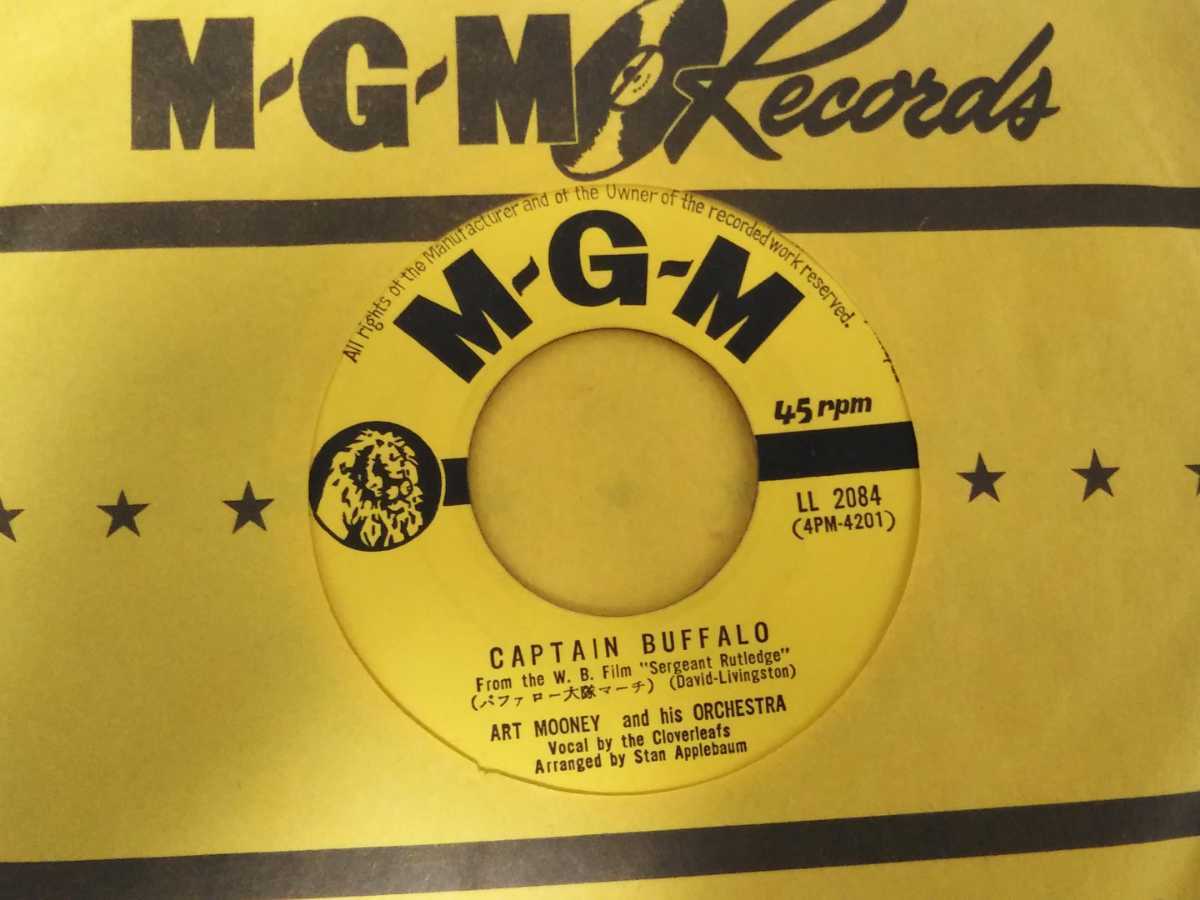 M-G-M Records
All rights of the Manufacturer and of the Owner of the recorded work reserved.
M-G-M
45 rpm
LL 2084
(4PM-4201)
CAPTAIN BUFFALO
From the W. B. Film "Sergeant Rutledge"
(バファロー大隊マーチ) (David-Livingston)
ART MOONEY and his ORCHESTRA
Vocal by the Cloverleafs
Arranged by Stan Applebaum